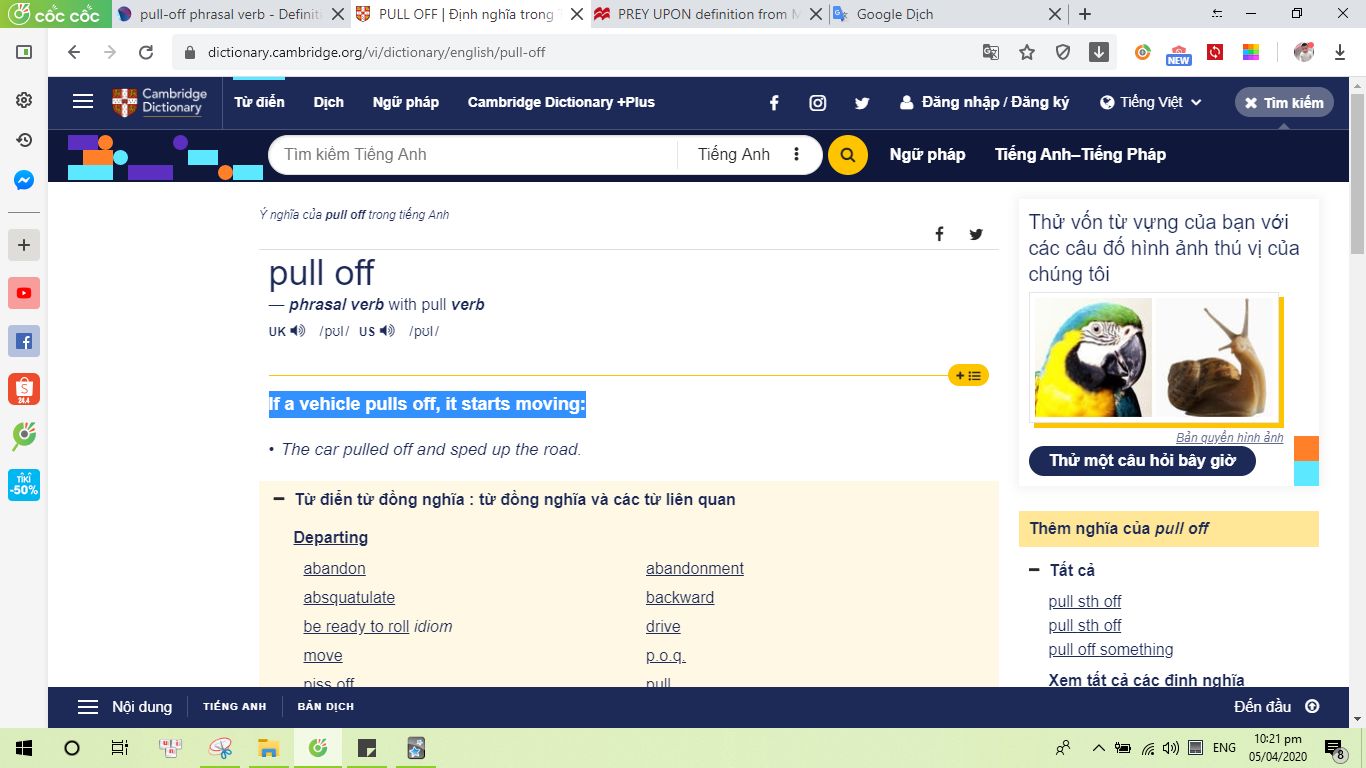 cốc cốc
pull-off phrasal verb - Definiti
PULL OFF | Định nghĩa trong T
PREY UPON definition from M
Google Dịch
dictionary.cambridge.org/vi/dictionary/english/pull-off
NEW
Cambridge
Dictionary
Từ điển Dịch Ngữ pháp Cambridge Dictionary +Plus Đăng nhập / Đăng ký Tiếng Việt Tìm kiếm
Tìm kiếm Tiếng Anh Tiếng Anh Ngữ pháp Tiếng Anh–Tiếng Pháp
Ý nghĩa của pull off trong tiếng Anh
pull off
— phrasal verb with pull verb
UK /pʊl/ US /pʊl/
If a vehicle pulls off, it starts moving:
• The car pulled off and sped up the road.
Từ điển từ đồng nghĩa : từ đồng nghĩa và các từ liên quan
Departing
abandon abandonment
absquatulate backward
be ready to roll idiom drive
move p.o.q.
piss off pull
Thử vốn từ vựng của bạn với
các câu đố hình ảnh thú vị của
chúng tôi
Bản quyền hình ảnh
Thử một câu hỏi bây giờ
Thêm nghĩa của pull off
Tất cả
pull sth off
pull sth off
pull off something
Xem tất cả các định nghĩa
S
24.4
TIKI
-50%
Nội dung TIẾNG ANH BẢN DỊCH Đến đầu
ENG
10:21 pm
05/04/2020
8